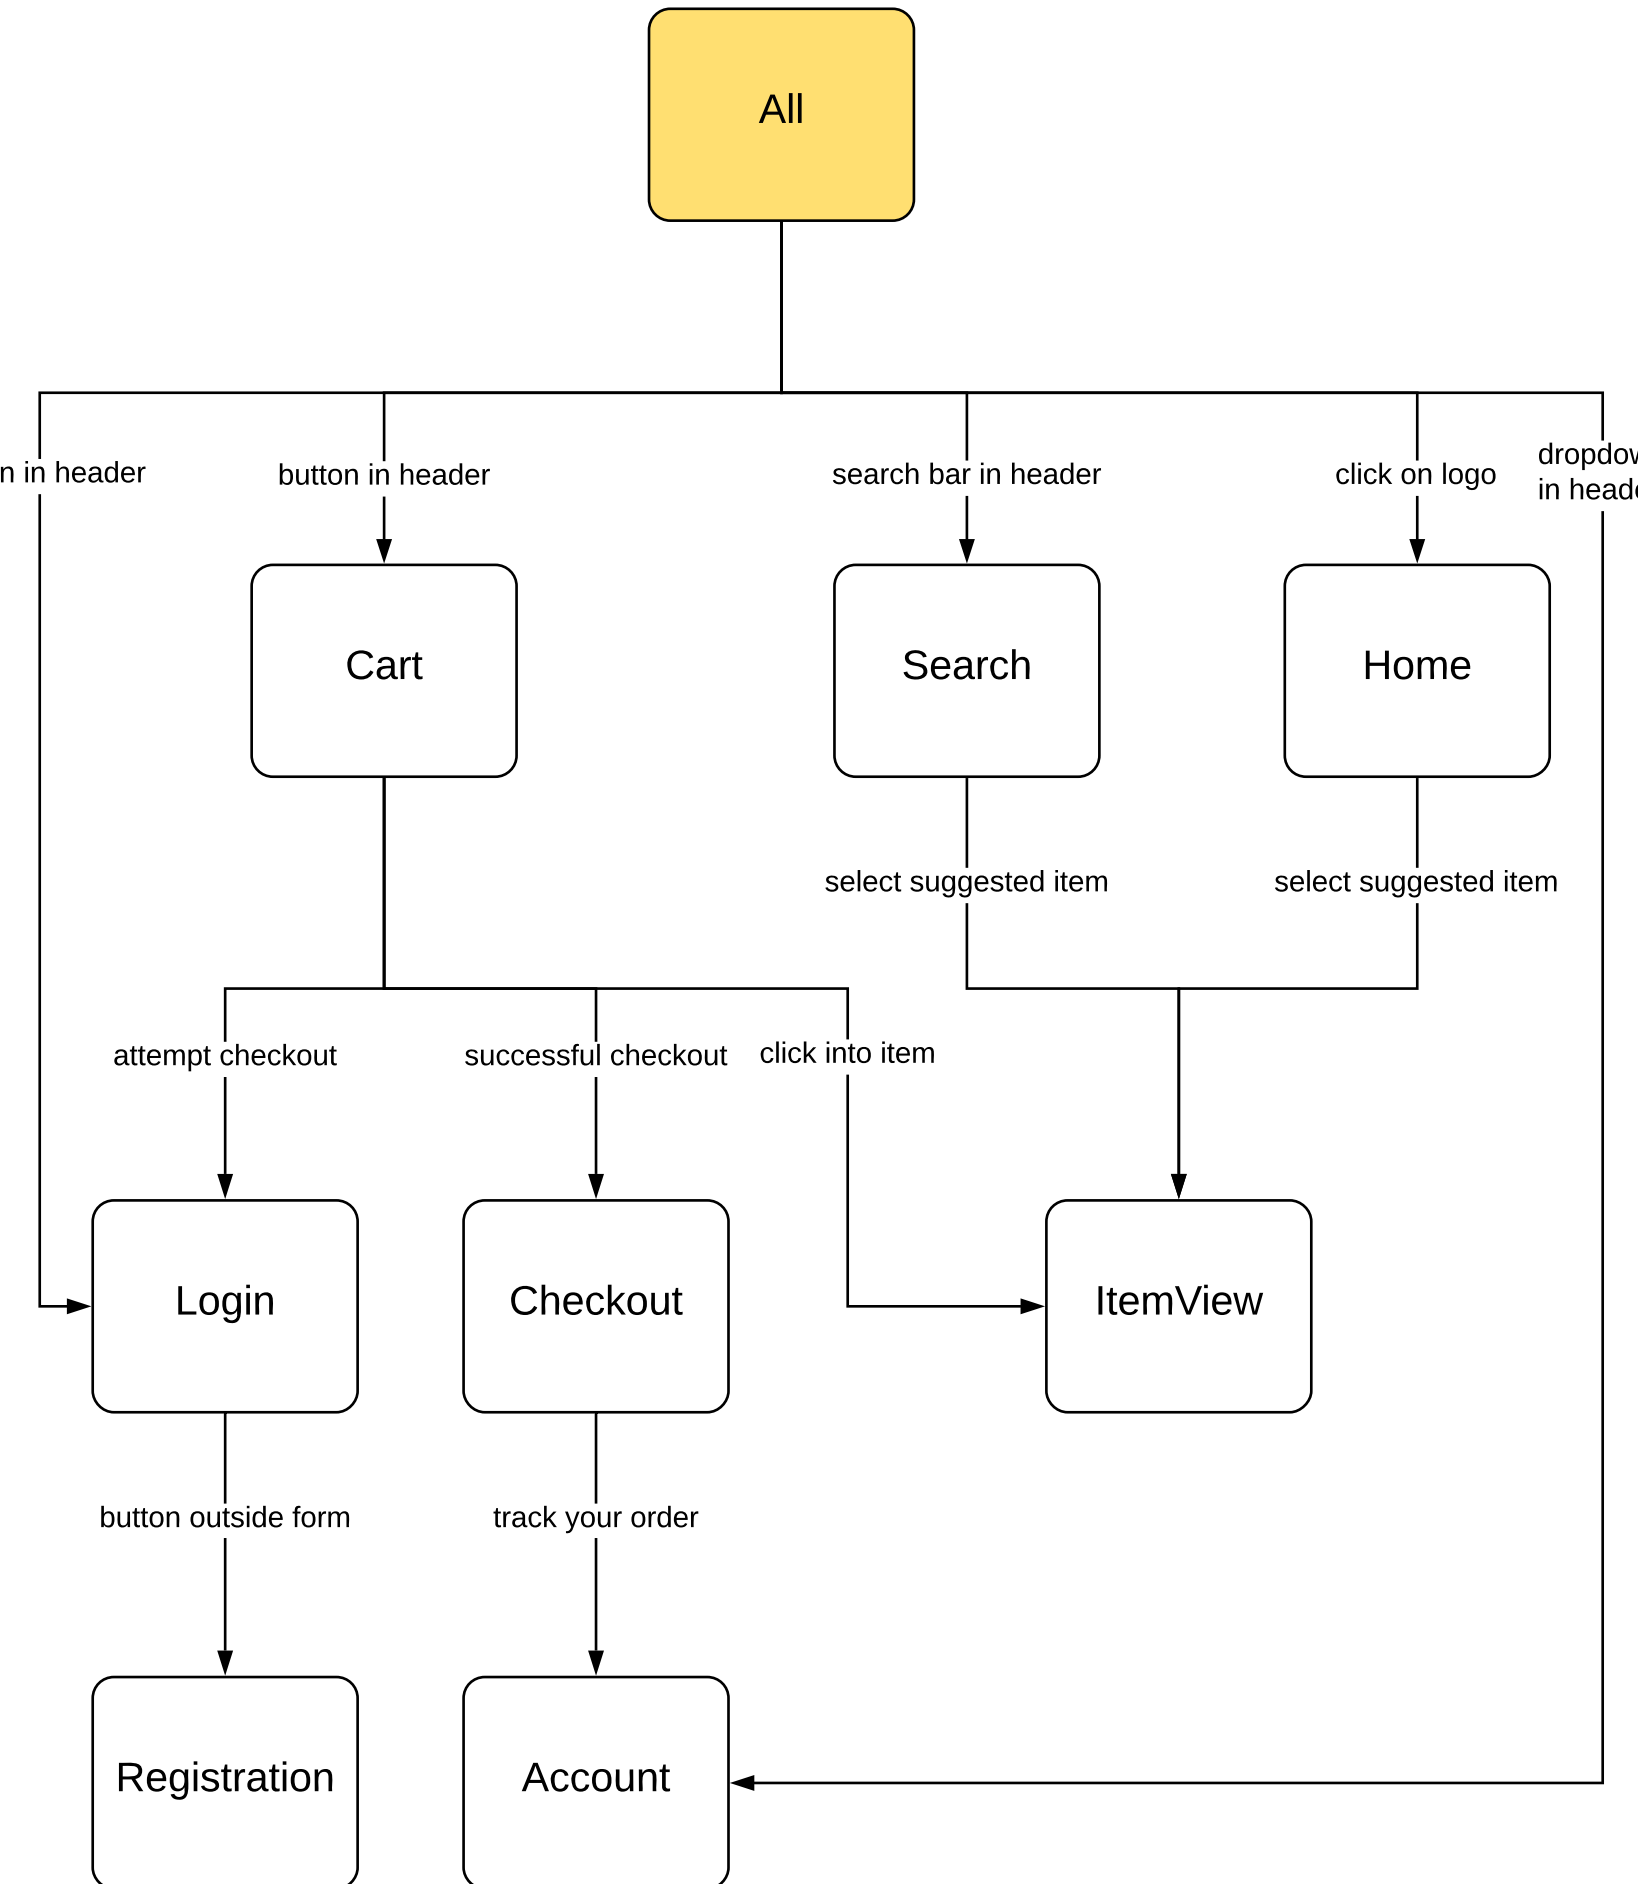 All
in header
button in header
search bar in header
click on logo
in
Cart
Search
Home
select suggested item
select suggested item
attempt checkout
successful checkout
click into item
Login
Checkout
ItemView
button outside form
track your order
Registration
Account